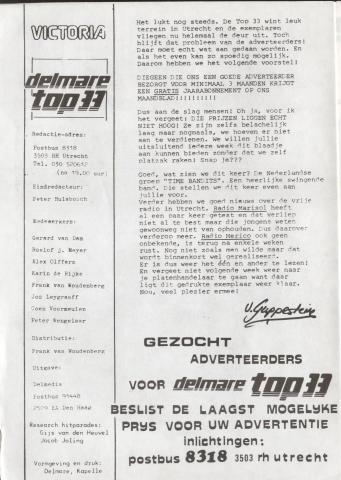 VICTORIA
delmare
top 33
Redactie-adres:
Postbus 8318
3503 RH Utrecht
Tel. 030
(na 19.00 uur)
Eindredacteur:
Peter Mulsbosch
Medewerkers:
Gerard van Dam
Roelof J. Meyer
Alex Olffers
Karin de Rijke
Frank van Woudenberg
Jos Leygraaff
Coes Voormeulen
Peter Wengelaar
Distributie:
Frank van Woudenberg
Uitgave:
Delmedia
Postbus
Den Haag
Research hitparades:
Gijs van den Heuvel
Jacob Joling
Vormgeving en druk:
Delmare, Kapelle
Het lukt nog steeds. De Top 33 wint leuk
terrein in Utrecht en de exemplaren
vliegen nu helemaal de deur uit. Toch
blijft dat probleem van de adverteerders!
Daar moet echt wat aan gedaan worden. En
als het even kan zo spoedig mogelijk.
Daarom hebben we het volgende voorstel:
DIEGEEN DIE ONS EEN GOEDE ADVERTEERDER
BEZORGT VOOR MINIMAAL 3 MAANDEN KRIJGT
EEN GRATIS JAARABONNEMENT OP ONS
MAANDBLAD!!!!!!!!!!
Dus aan de slag mensen! Oh ja, voor ik
het vergeet: DIE PRIJZEN LIGGEN ECHT
NIET HOOG! Ze zijn zelfs belachelijk
laag maar nogmaals, we hoeven er niet
aan te verdienen. We willen jullie
uitsluitend iedere week dit blaadje
aan kunnen bieden zonder dat we zelf
platzak raken! Snap je???
Goed, wat zien we dit keer? De Nederlandse
groep "TIME BANDITS". Een heerlijke swingende
band. Die stellen we dit keer even aan
jullie voor.
Verder hebben we goed nieuws over de vrije
radio in Utrecht. Radio Marisol heeft
al een paar keer getest en dat verliep
niet al te best maar die jongens weten
gewoonweg niet van ophouden. Dus daarover
verderop meer. Radio Merico ook geen
onbekende, is terug na enkele weken
rust. Nog niet zoals men wilde maar dat
wordt binnenkort wel gerealiseerd.
Er is dus weer het één en ander te lezen!
En vergeet niet volgende week weer naar
je platenhandelaar te gaan want daar
ligt dit gedrukte exemplaar weer klaar.
Nou, veel plezier ermee!
GEZOCHT
ADVERTEERDERS
VOOR delmare top 33
BESLIST DE LAAGST MOGELYKE
PRYS VOOR UW ADVERTENTIE
inlichtingen:
postbus 8318 3503 rh utrecht